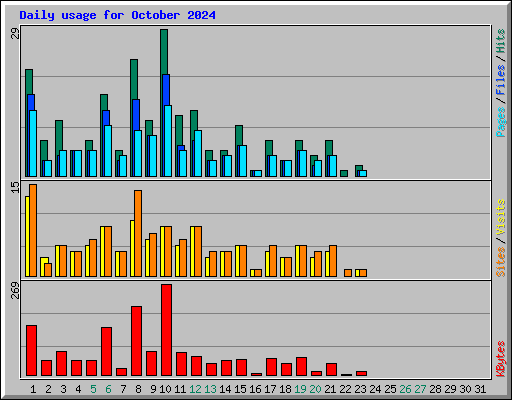 Daily usage for October 2024
29
Pages / Files / Hits
15
Sites / Visits
269
KBytes
1 2 3 4 5 6 7 8 9 10 11 12 13 14 15 16 17 18 19 20 21 22 23 24 25 26 27 28 29 30 31